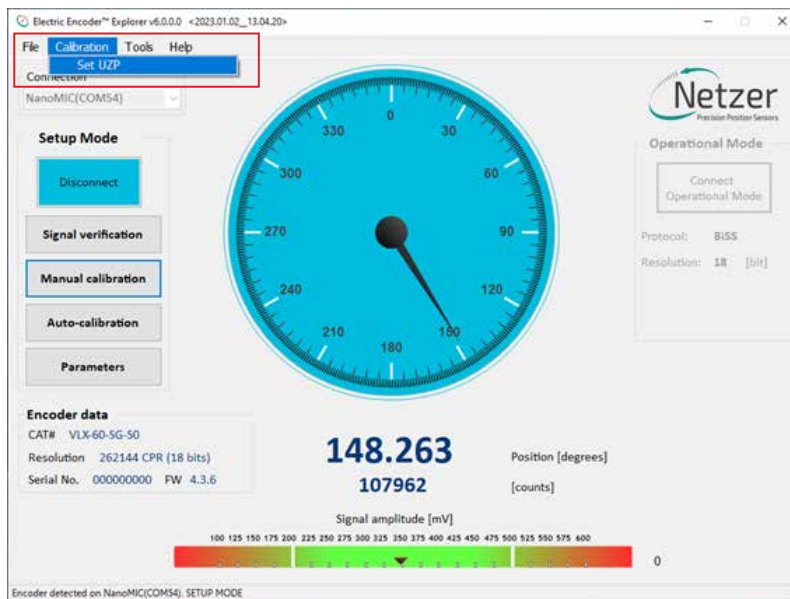 Electric Encoder™ Explorer v6.0.0.0 <2023.01.02__13.04.20>
File Calibration Tools Help
Set UZP
Connection
NanoMIC(COM54)
Setup Mode
Disconnect
Signal verification
Manual calibration
Auto-calibration
Parameters
Encoder data
CAT# VLX-60-SG-S0
Resolution 262144 CPR (18 bits)
Serial No. 000000000 FW 4.3.6
0
30
60
90
120
150
180
210
240
270
300
330
148.263 Position [degrees]
107962 [counts]
Signal amplitude [mV]
100 125 150 175 200 225 250 275 300 325 350 375 400 425 450 475 500 525 550 575 600
0
Netzer
Precision Position Sensors
Operational Mode
Connect
Operational Mode
Protocol: BiSS
Resolution: 18 [bit]
Encoder detected on NanoMIC(COM54). SETUP MODE